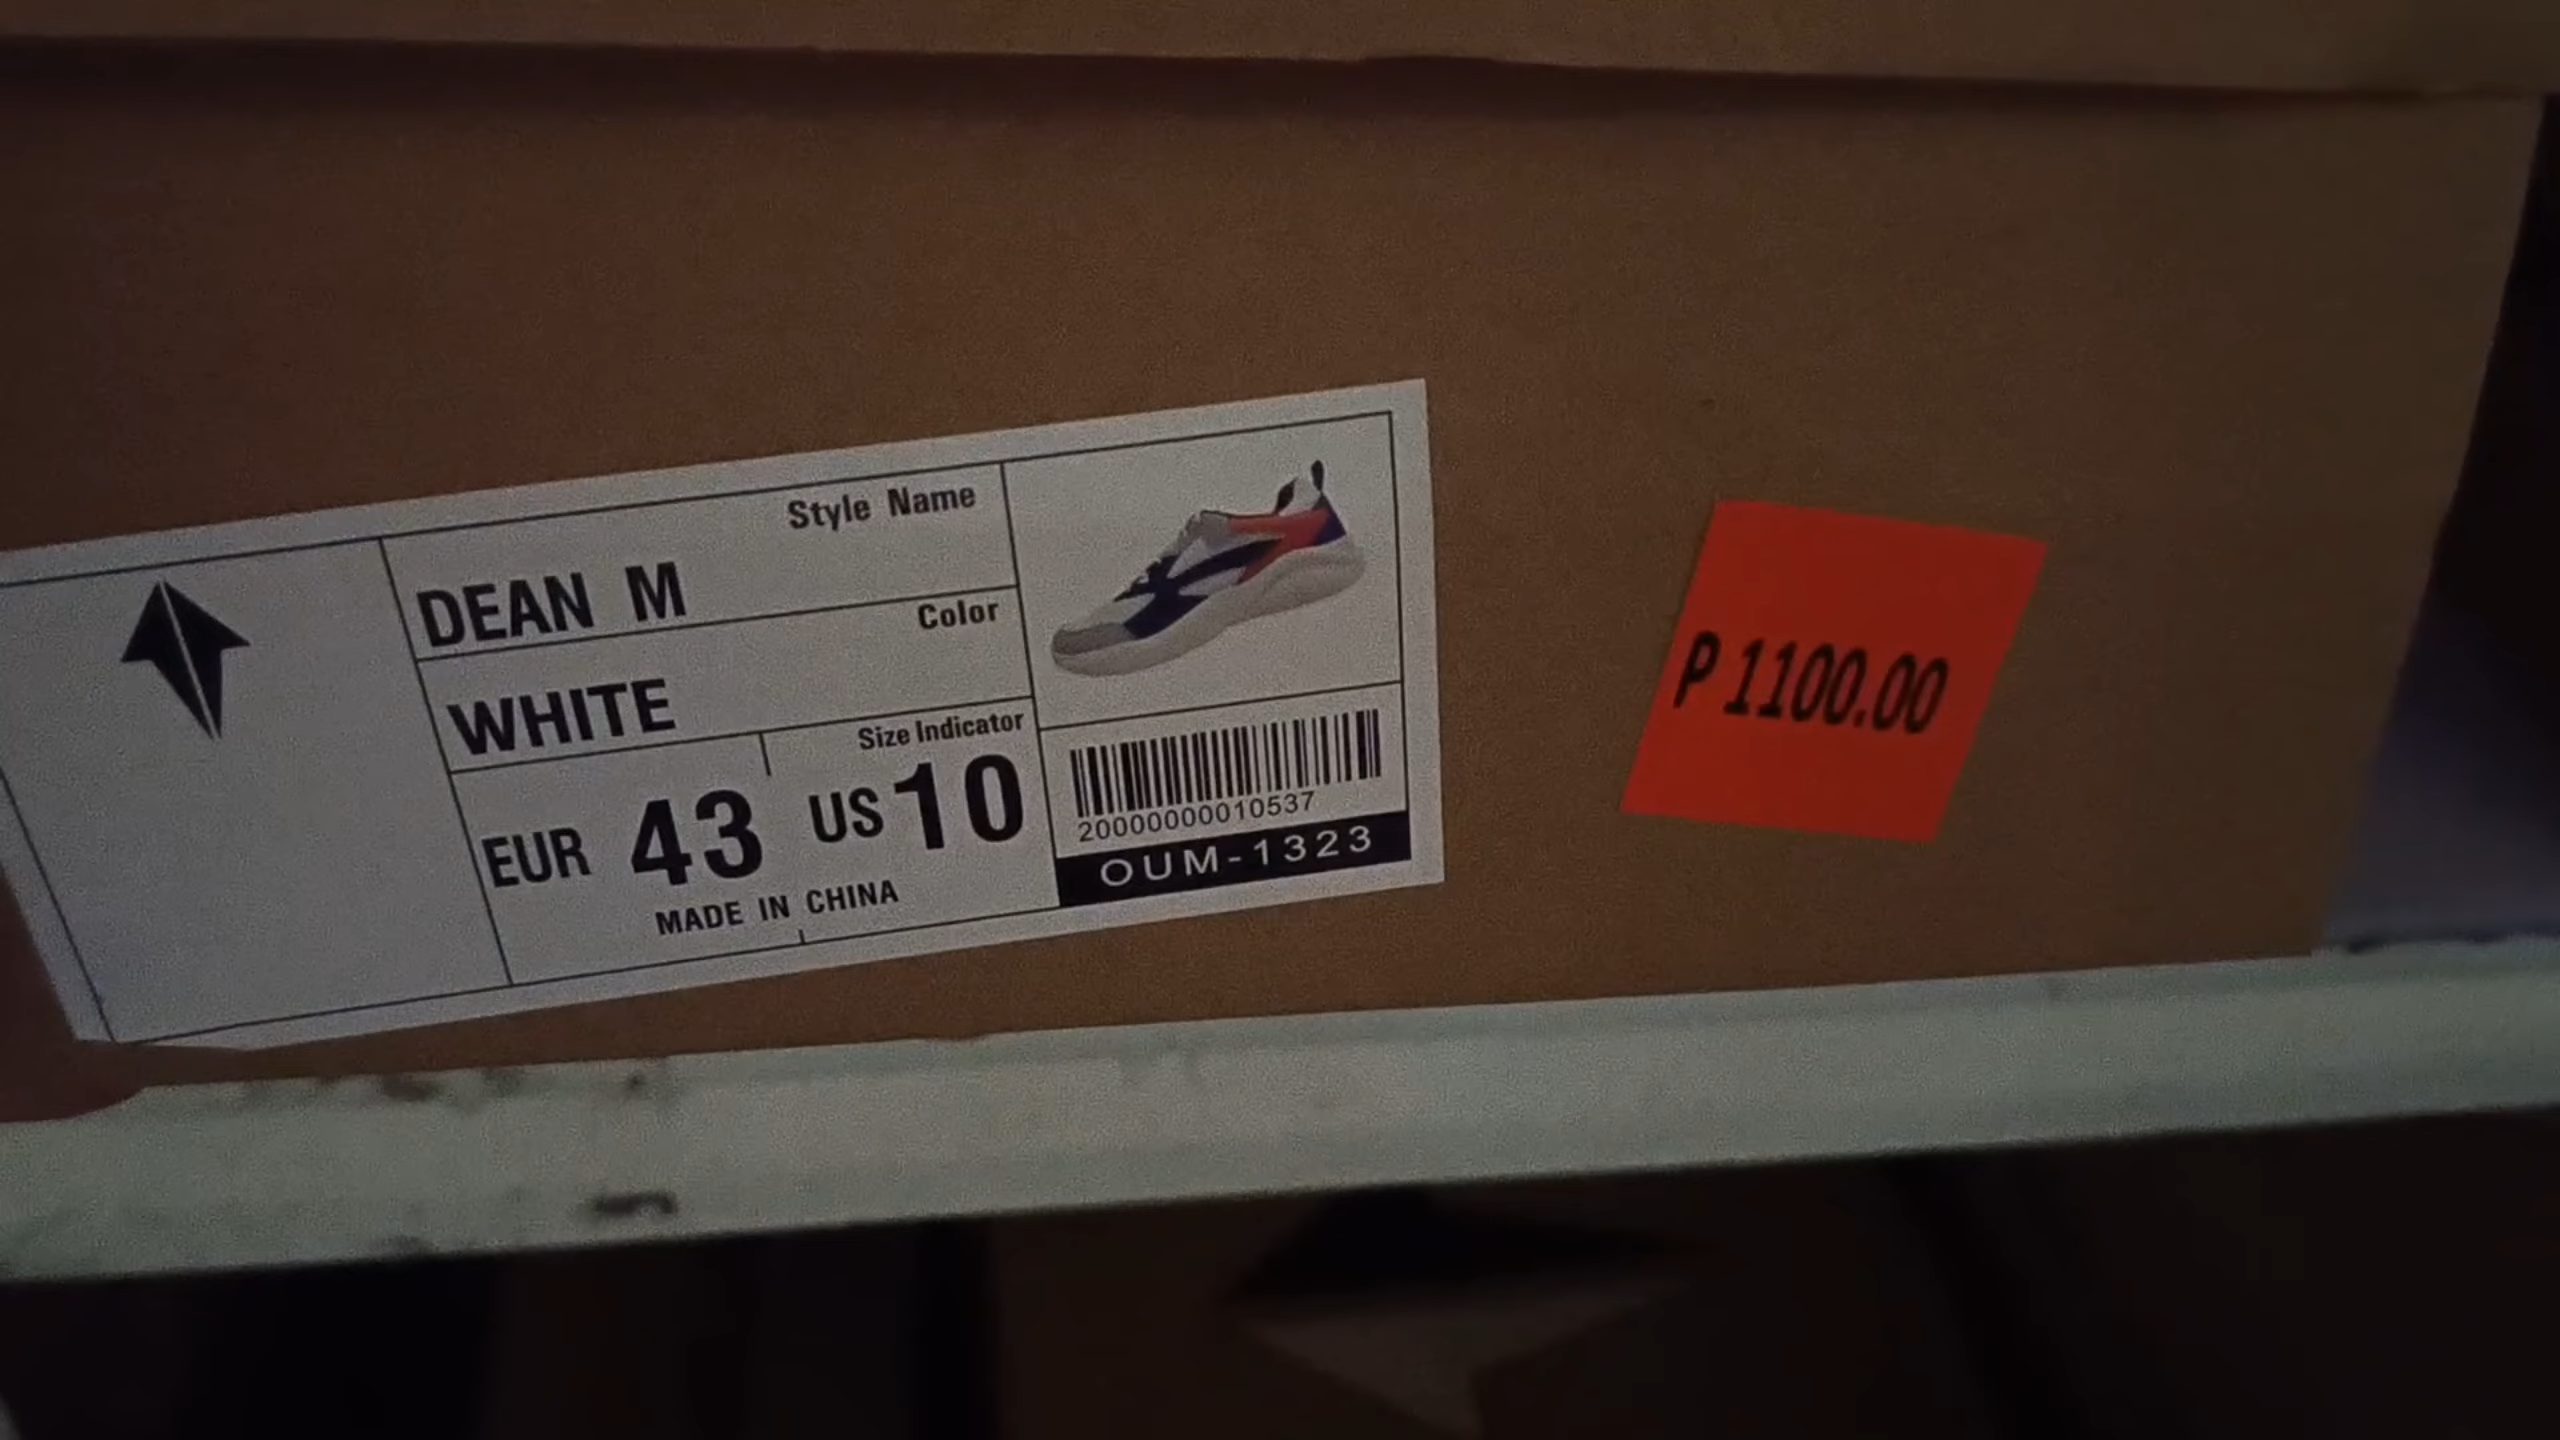 Style Name
DEAN M
Color
WHITE
Size Indicator
EUR 43 US 10
MADE IN CHINA
20000000010537
OUM-1323
P 1100.00